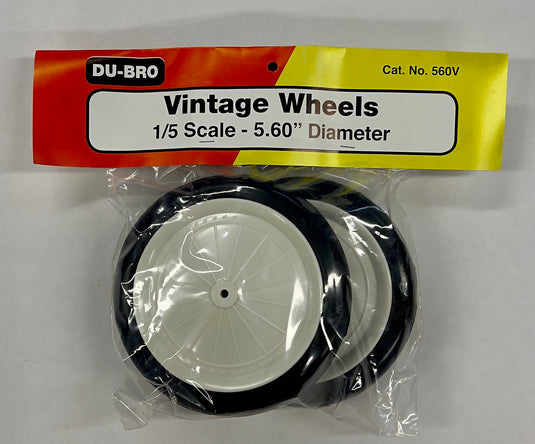 DU-BRO
Cat. No. 560V
Vintage Wheels
1/5 Scale - 5.60” Diameter